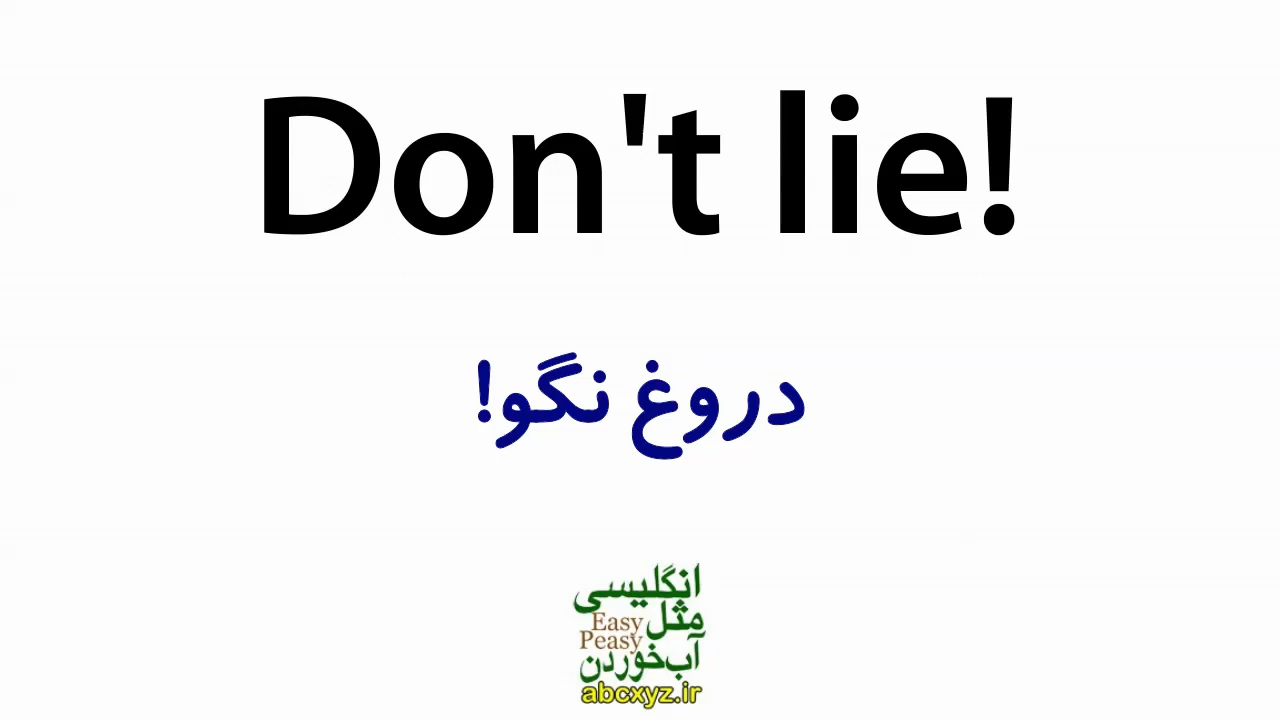 Don't lie!
دروغ نگو!
انگلیسی
مثل
Easy
Peasy
آب‌خوردن
abcxyz.ir